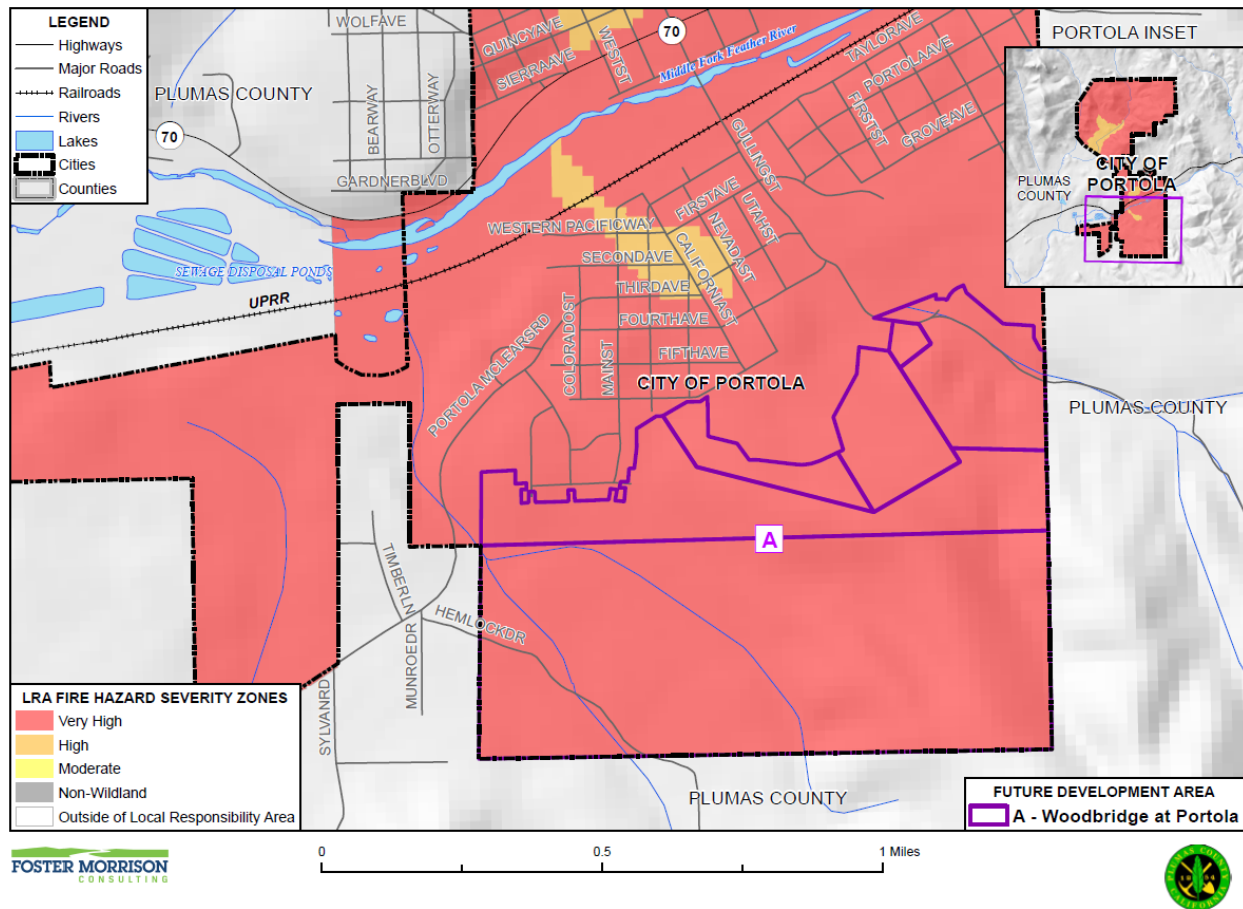 LEGEND
Highways
Major Roads
Railroads
Rivers
Lakes
Cities
Counties
WOLFAVE
QUINCYAVE
SIERRAAVE
WESTST
70
Middle Fork Feather River
TAYLORAVE
PORTOLAAVE
PORTOLA INSET
PLUMAS COUNTY
BEARWAY
OTTERWAY
70
GARDNERBLVD
GULLINGST
FIRSTST
GROVEAVE
CITY OF
PORTOLA
PLUMAS
COUNTY
FIRSTAVE
UTAHST
NEVADAST
WESTERN PACIFICWAY
CALIFORNIAST
SECONDAVE
SEWAGE DISPOSAL PONDS
UPRR
THIRDAVE
COLORADOST
MAINST
FOURTHAVE
FIFTHAVE
PORTOLA MCLEARSRD
CITY OF PORTOLA
PLUMAS COUNTY
A
TIMBERLN
HEMLOCKDR
MUNROEDR
SYLVANRD
LRA FIRE HAZARD SEVERITY ZONES
Very High
High
Moderate
Non-Wildland
Outside of Local Responsibility Area
PLUMAS COUNTY
FUTURE DEVELOPMENT AREA
A - Woodbridge at Portola
FOSTER MORRISON
CONSULTING
0
0.5
1 Miles
PLUMAS COUNTY
1854
CALIFORNIA